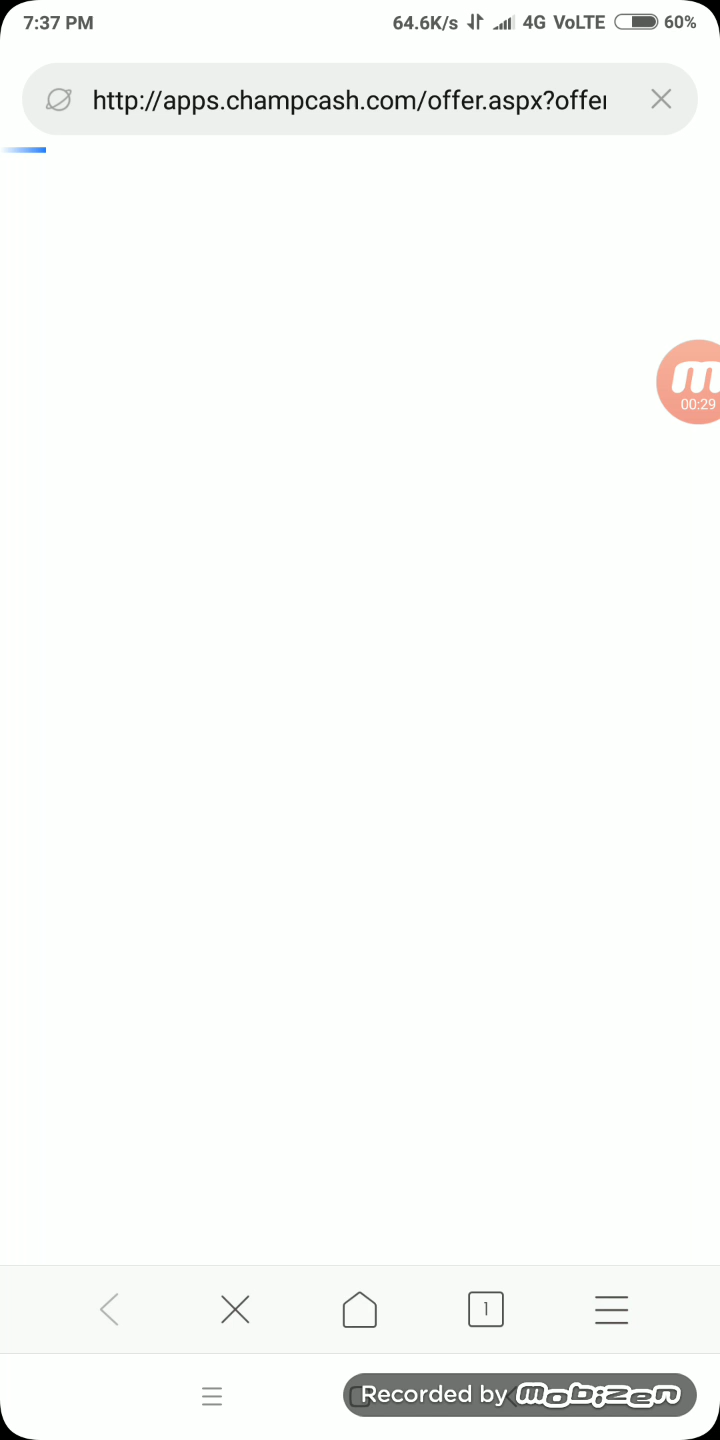 7:37 PM 64.6K/s 4G VoLTE 60%
http://apps.champcash.com/offer.aspx?offer
m
00:29
1
Recorded by mobizen